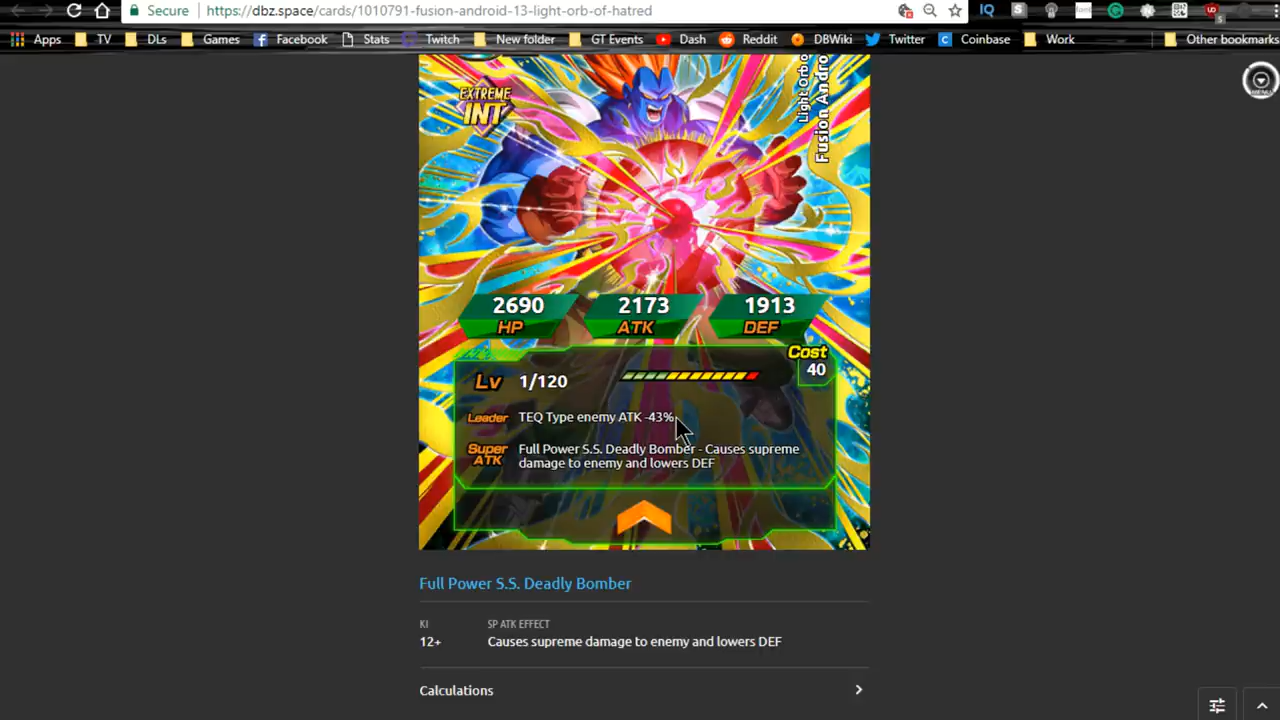 Secure https://dbz.space/cards/1010791-fusion-android-13-light-orb-of-hatred
Apps TV DLs Games Facebook Stats Twitch New folder GT Events Dash Reddit DBWiki Twitter Coinbase Work Other bookmarks
EXTREME
INT
Light Orb
Fusion Andro
MENU
2690 2173 1913
HP ATK DEF
Cost
40
Lv 1/120
Leader TEQ Type enemy ATK -43%
Super ATK Full Power S.S. Deadly Bomber - Causes supreme
damage to enemy and lowers DEF
Full Power S.S. Deadly Bomber
KI SP ATK EFFECT
12+ Causes supreme damage to enemy and lowers DEF
Calculations